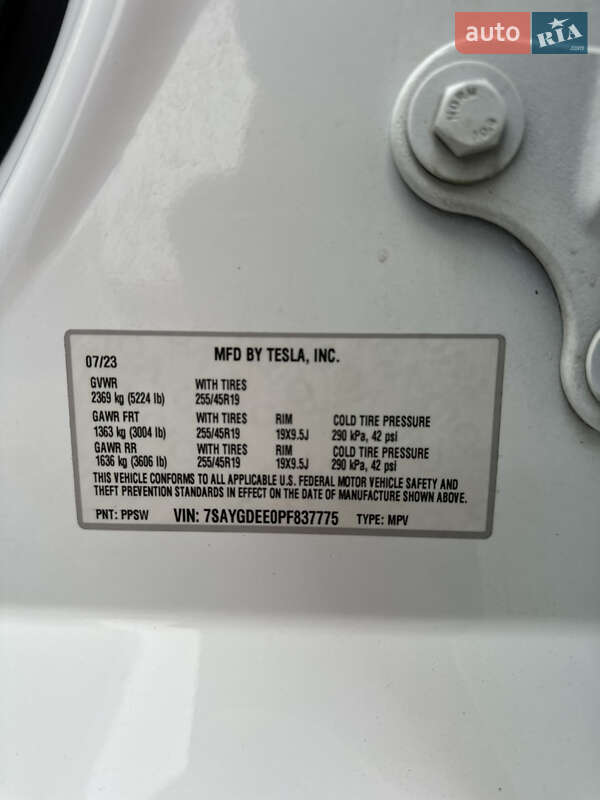 auto RIA .com
07/23 MFD BY TESLA, INC.
GVWR WITH TIRES
2369 kg (5224 lb) 255/45R19
GAWR FRT WITH TIRES RIM COLD TIRE PRESSURE
1363 kg (3004 lb) 255/45R19 19X9.5J 290 kPa, 42 psi
GAWR RR WITH TIRES RIM COLD TIRE PRESSURE
1636 kg (3606 lb) 255/45R19 19X9.5J 290 kPa, 42 psi
THIS VEHICLE CONFORMS TO ALL APPLICABLE U.S. FEDERAL MOTOR VEHICLE SAFETY AND
THEFT PREVENTION STANDARDS IN EFFECT ON THE DATE OF MANUFACTURE SHOWN ABOVE.
PNT: PPSW VIN: 7SAYGDEE0PF837775 TYPE: MPV